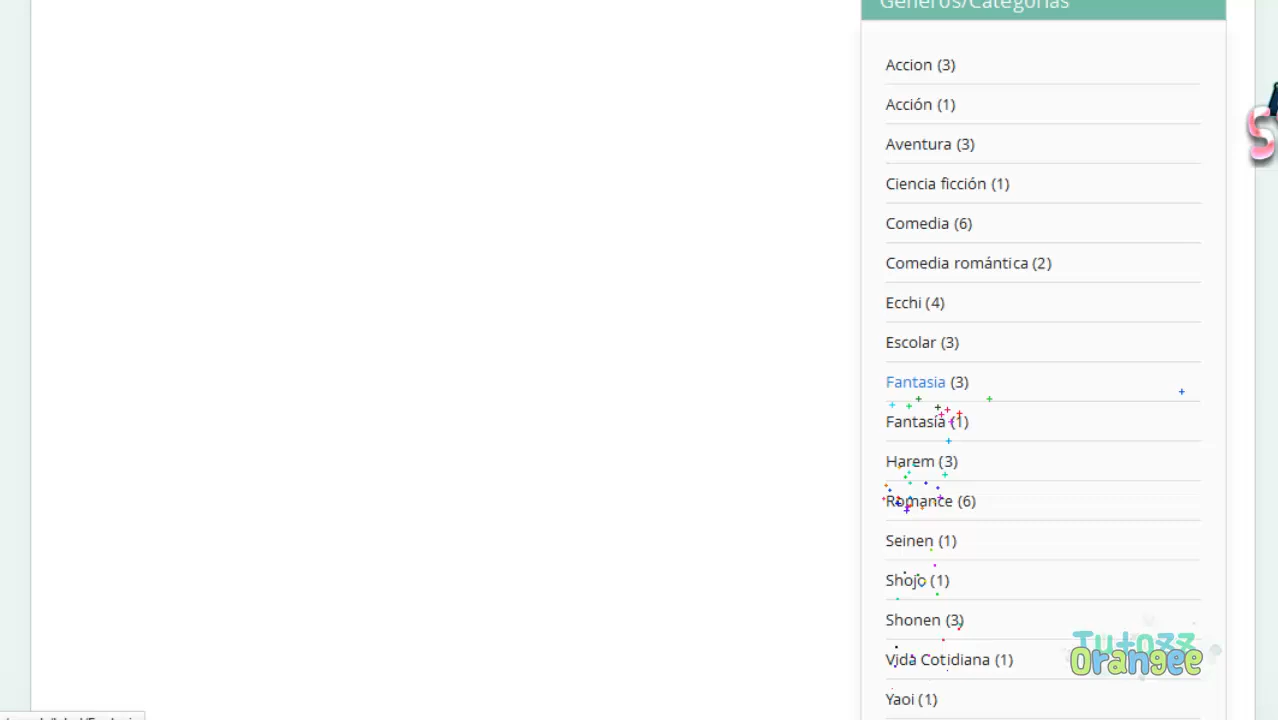 Géneros/Categorías
Accion (3)
Acción (1)
Aventura (3)
Ciencia ficción (1)
Comedia (6)
Comedia romántica (2)
Ecchi (4)
Escolar (3)
Fantasia (3)
Fantasía (1)
Harem (3)
Romance (6)
Seinen (1)
Shojo (1)
Shonen (3)
Vida Cotidiana (1)
Yaoi (1)
Tutozz
Orangee
S